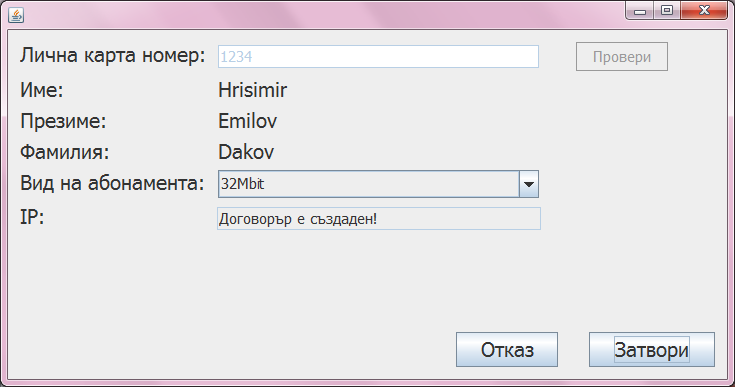 Лична карта номер: 1234 Провери
Име: Hrisimir
Презиме: Emilov
Фамилия: Dakov
Вид на абонамента: 32Mbit
IP: Договорър е създаден!
Отказ Затвори